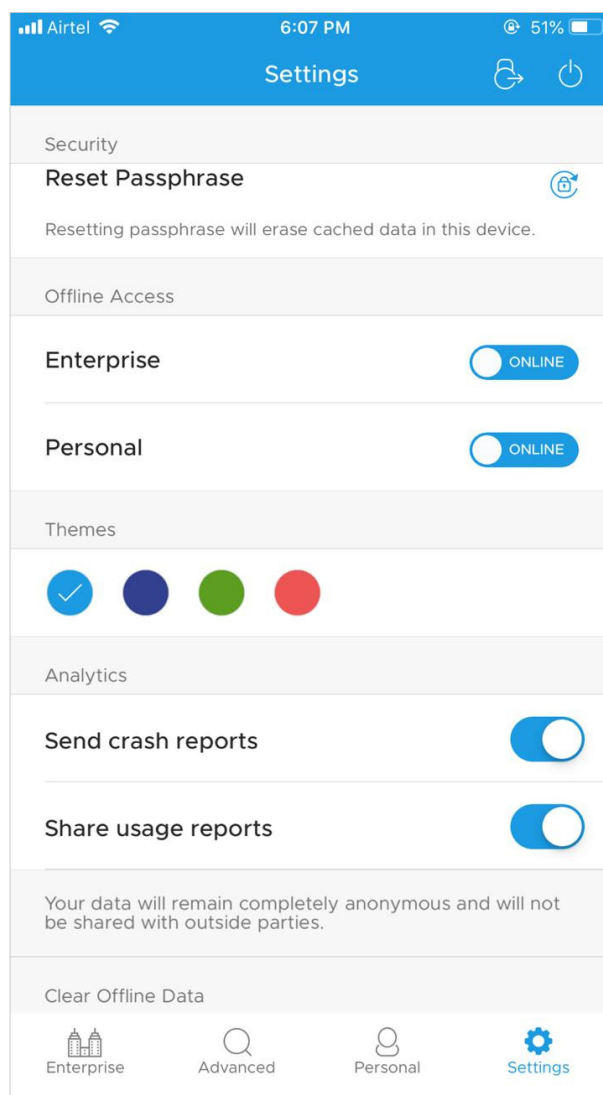 Airtel 6:07 PM 51%
Settings
Security
Reset Passphrase
Resetting passphrase will erase cached data in this device.
Offline Access
Enterprise ONLINE
Personal ONLINE
Themes
Analytics
Send crash reports
Share usage reports
Your data will remain completely anonymous and will not
be shared with outside parties.
Clear Offline Data
Enterprise Advanced Personal Settings